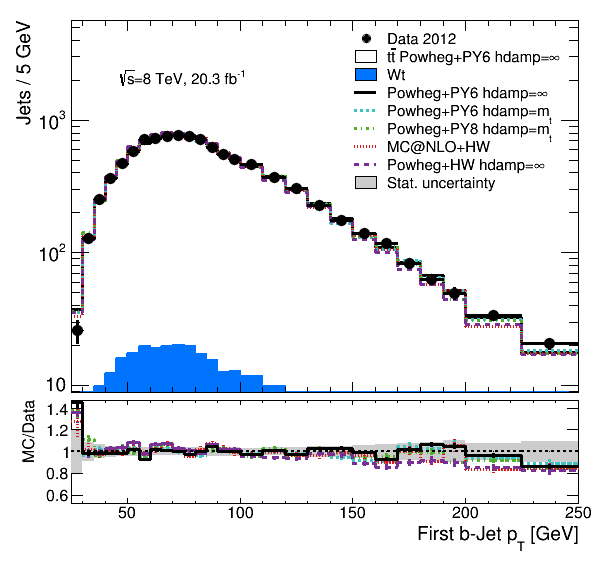 Jets / 5 GeV
√s=8 TeV, 20.3 fb⁻¹
Data 2012
tt̄ Powheg+PY6 hdamp=∞
Wt
Powheg+PY6 hdamp=∞
Powheg+PY6 hdamp=mₜ
Powheg+PY8 hdamp=mₜ
MC@NLO+HW
Powheg+HW hdamp=∞
Stat. uncertainty
10³
10²
10
MC/Data
1.4
1.2
1
0.8
0.6
50 100 150 200 250
First b-Jet p_T [GeV]